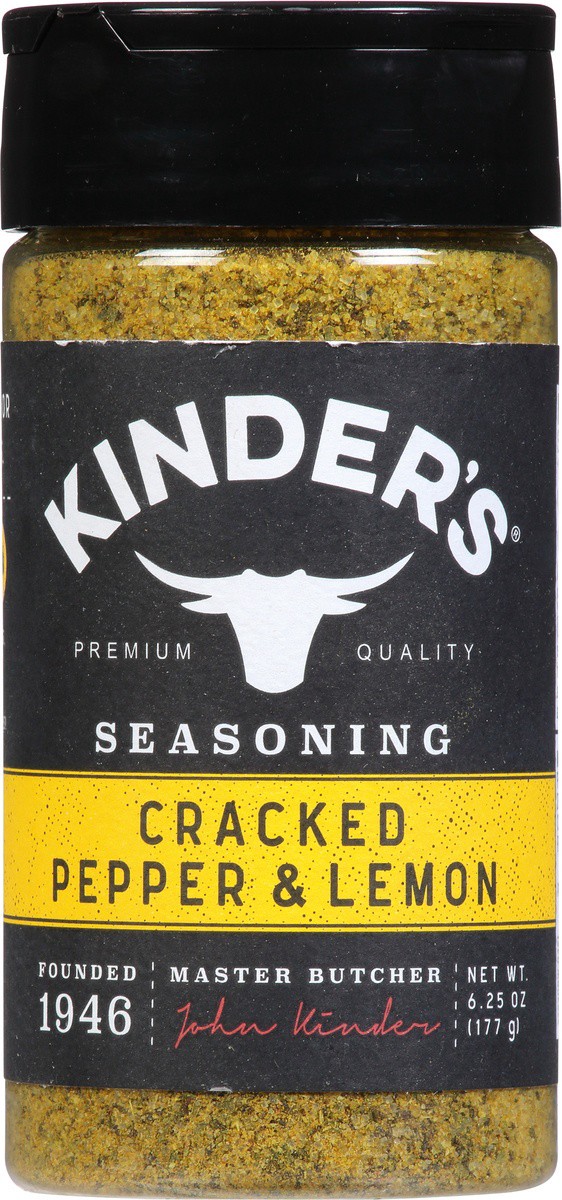 KINDER'S®
PREMIUM QUALITY
SEASONING
CRACKED
PEPPER & LEMON
FOUNDED
1946
MASTER BUTCHER
John Kinder
NET WT.
6.25 OZ
(177 g)